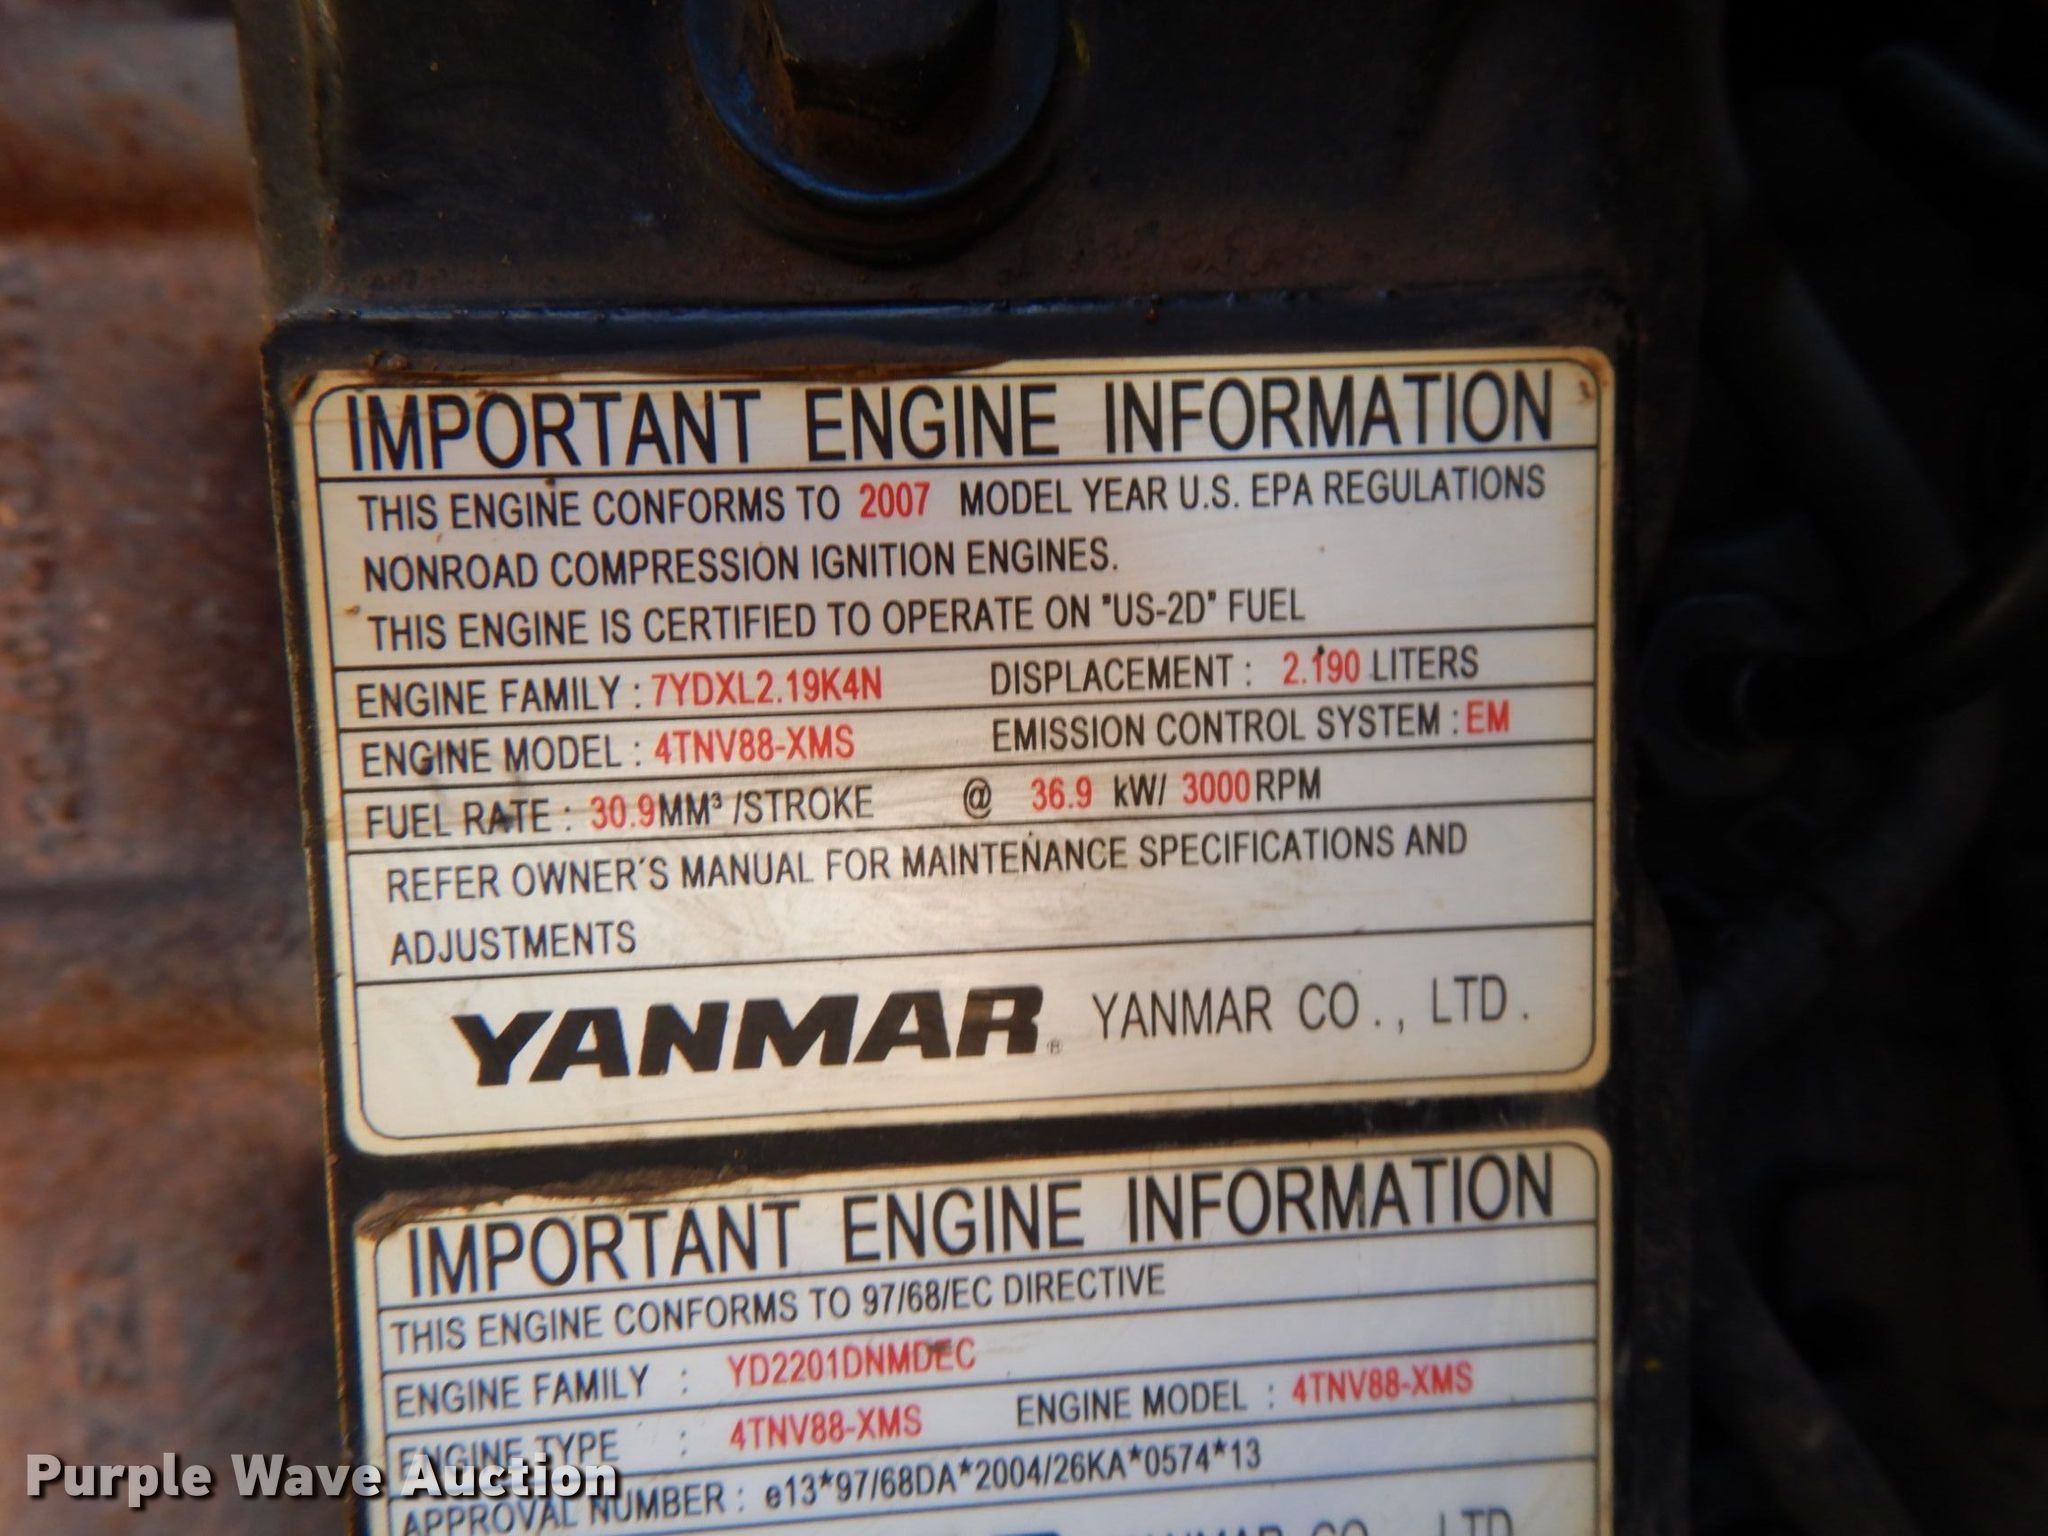 IMPORTANT ENGINE INFORMATION
THIS ENGINE CONFORMS TO 2007 MODEL YEAR U.S. EPA REGULATIONS
NONROAD COMPRESSION IGNITION ENGINES.
THIS ENGINE IS CERTIFIED TO OPERATE ON "US-2D" FUEL
ENGINE FAMILY : 7YDXL2.19K4N DISPLACEMENT : 2.190 LITERS
ENGINE MODEL : 4TNV88-XMS EMISSION CONTROL SYSTEM : EM
FUEL RATE : 30.9MM³ /STROKE @ 36.9 kW/ 3000RPM
REFER OWNER'S MANUAL FOR MAINTENANCE SPECIFICATIONS AND
ADJUSTMENTS
YANMAR® YANMAR CO., LTD.
IMPORTANT ENGINE INFORMATION
THIS ENGINE CONFORMS TO 97/68/EC DIRECTIVE
ENGINE FAMILY : YD2201DNMDEC
ENGINE TYPE : 4TNV88-XMS ENGINE MODEL : 4TNV88-XMS
APPROVAL NUMBER : e13*97/68DA*2004/26KA*0574*13
YANMAR CO., LTD.
Purple Wave Auction